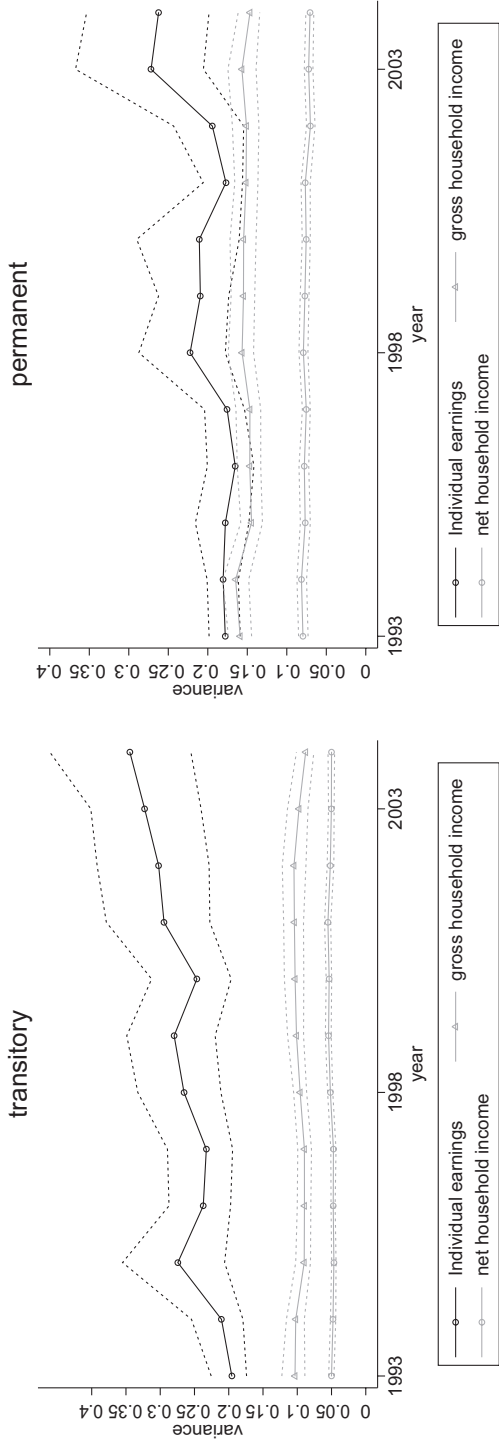 transitory
0.4
0.35
0.3
0.25
0.2
0.15
0.1
0.05
0
variance
1993
1998
2003
year
Individual earnings
gross household income
net household income
permanent
0.4
0.35
0.3
0.25
0.2
0.15
0.1
0.05
0
variance
1993
1998
2003
year
Individual earnings
gross household income
net household income